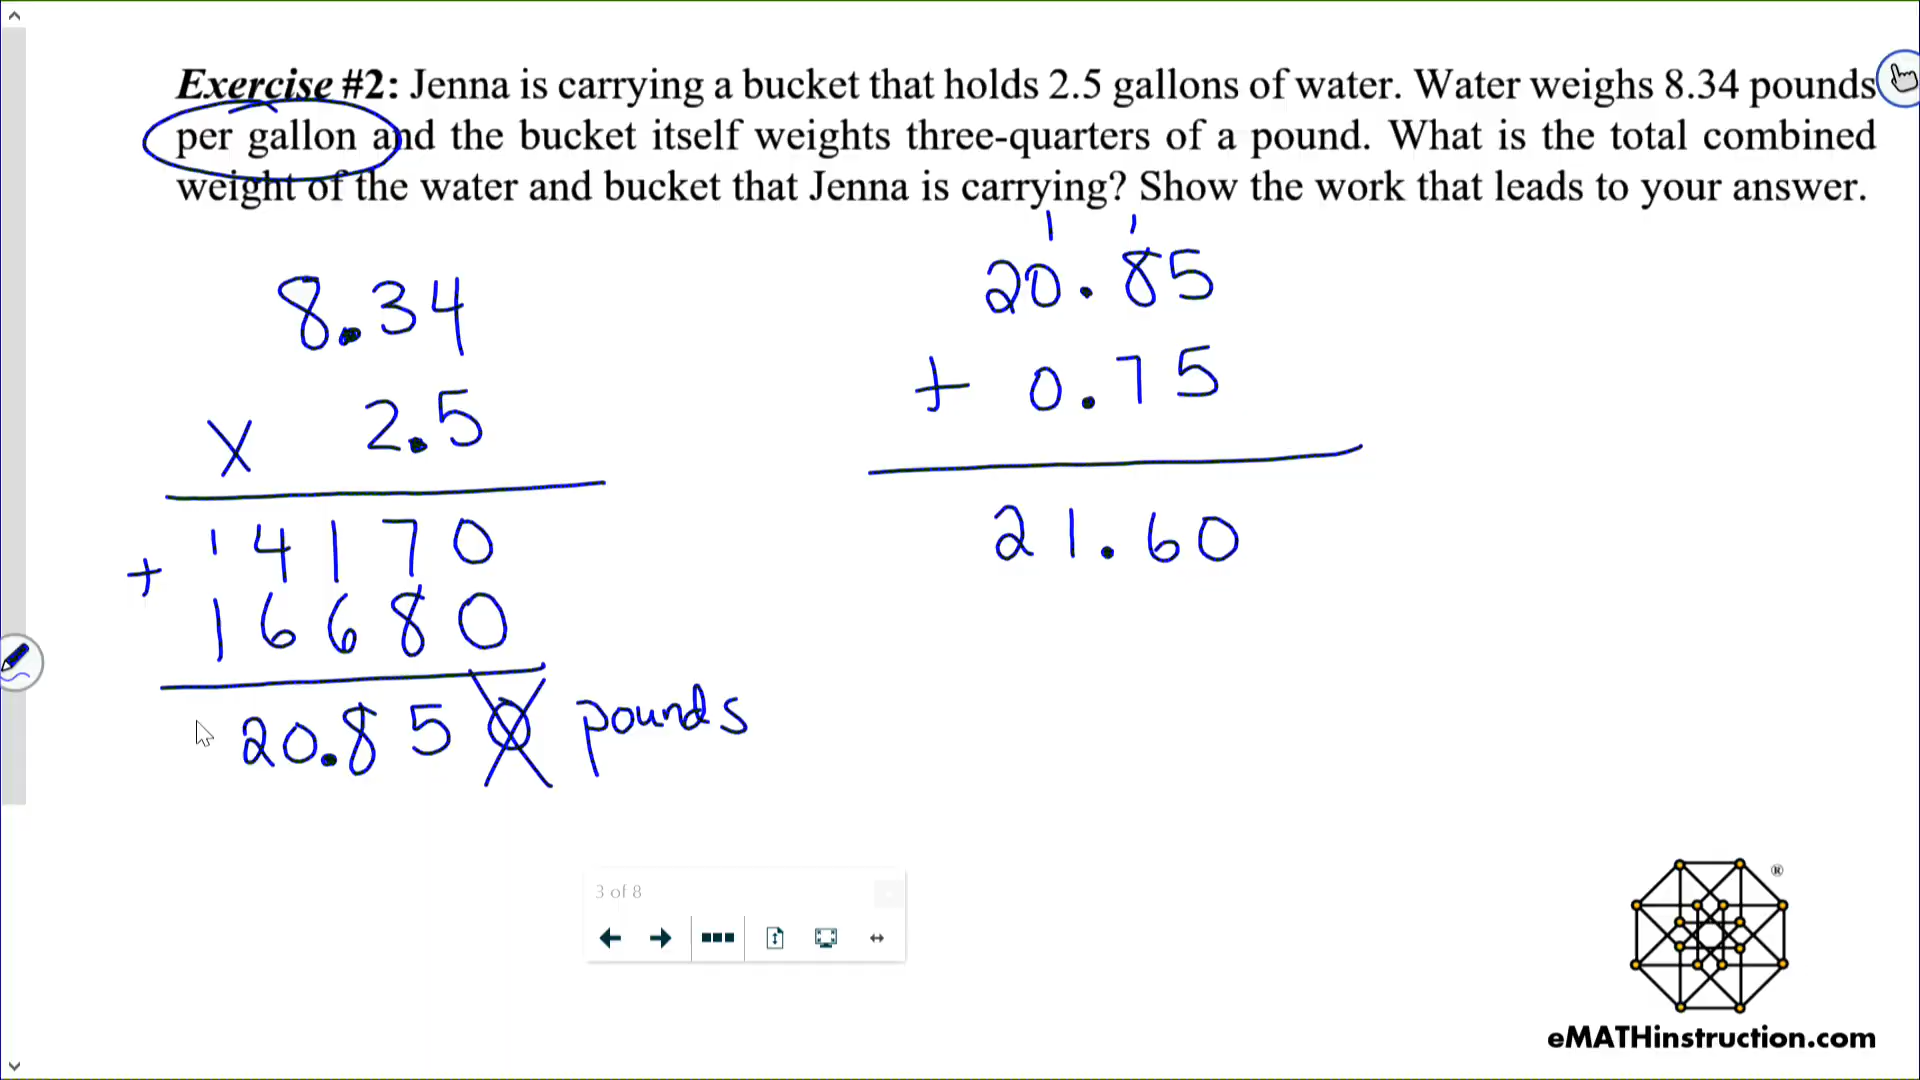 Exercise #2: Jenna is carrying a bucket that holds 2.5 gallons of water. Water weighs 8.34 pounds
per gallon and the bucket itself weights three-quarters of a pound. What is the total combined
weight of the water and bucket that Jenna is carrying? Show the work that leads to your answer.
8.34
x 2.5
14170
+
16680
20.850 pounds
1 1
20.85
+ 0.75
21.60
3 of 8
®
eMATHinstruction.com